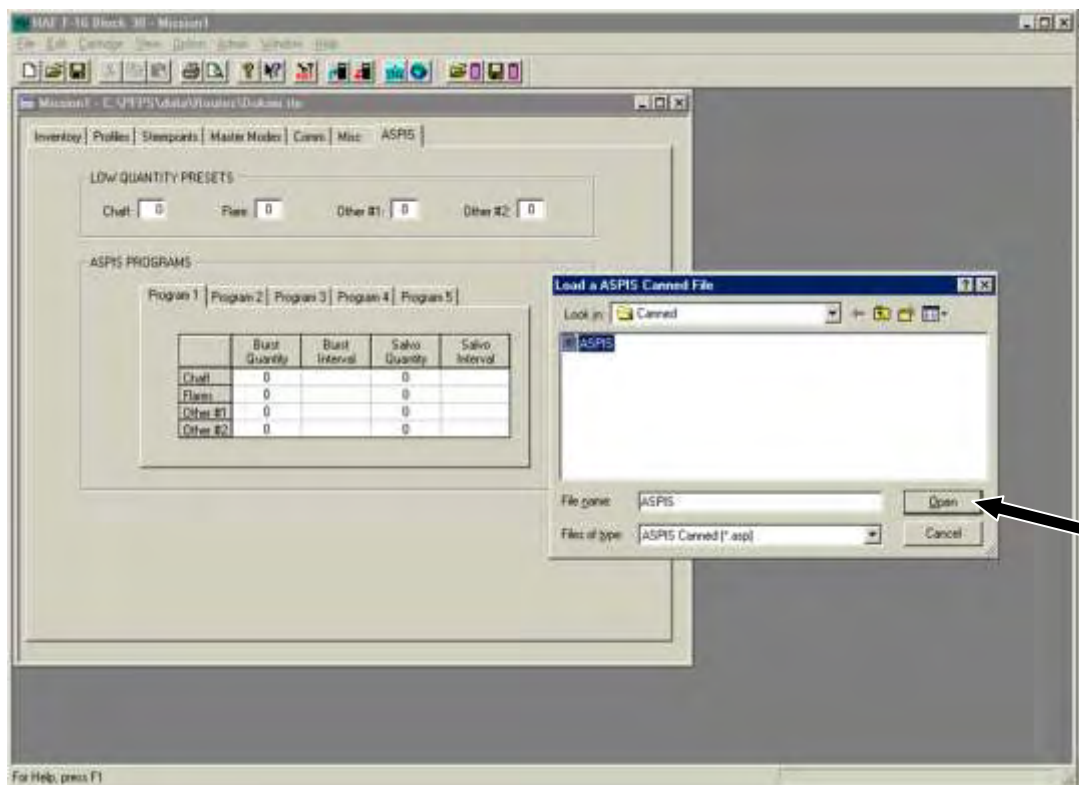 HAF F-16 Block 30 - Mission1
File Edit Cartridge View Option Action Window Help
Mission1 - C:\PFPS\data\Routes\
Inventory Profiles Steerpoints Master Modes Comm Misc ASPIS
LOW QUANTITY PRESETS
Chaff: 0 Flare: 0 Other #1: 0 Other #2: 0
ASPIS PROGRAMS
Program 1 Program 2 Program 3 Program 4 Program 5
Burst Quantity Burst Interval Salvo Quantity Salvo Interval
Chaff 0 0
Flares 0 0
Other #1 0 0
Other #2 0 0
Load a ASPIS Canned File
Look in: Canned
ASPIS
File name: ASPIS Open
Files of type: ASPIS Canned (*.asp) Cancel
For Help, press F1